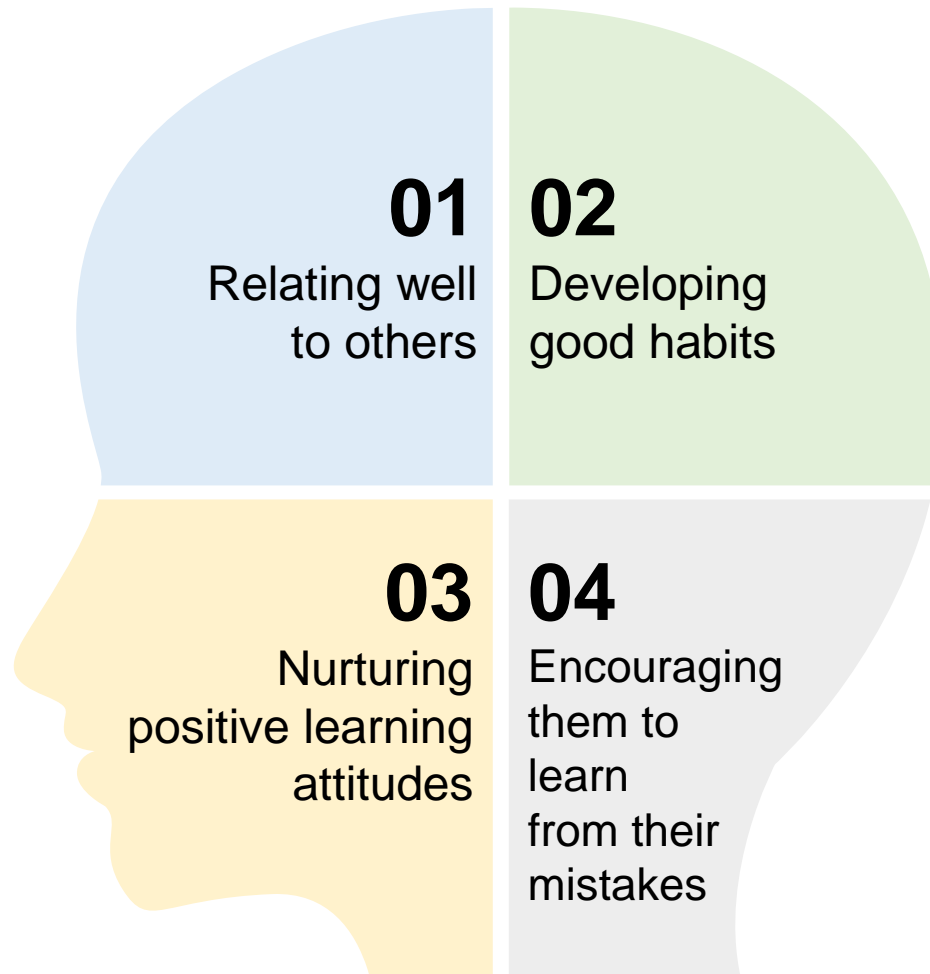 01
Relating well
to others
02
Developing
good habits
03
Nurturing
positive learning
attitudes
04
Encouraging
them to
learn
from their
mistakes